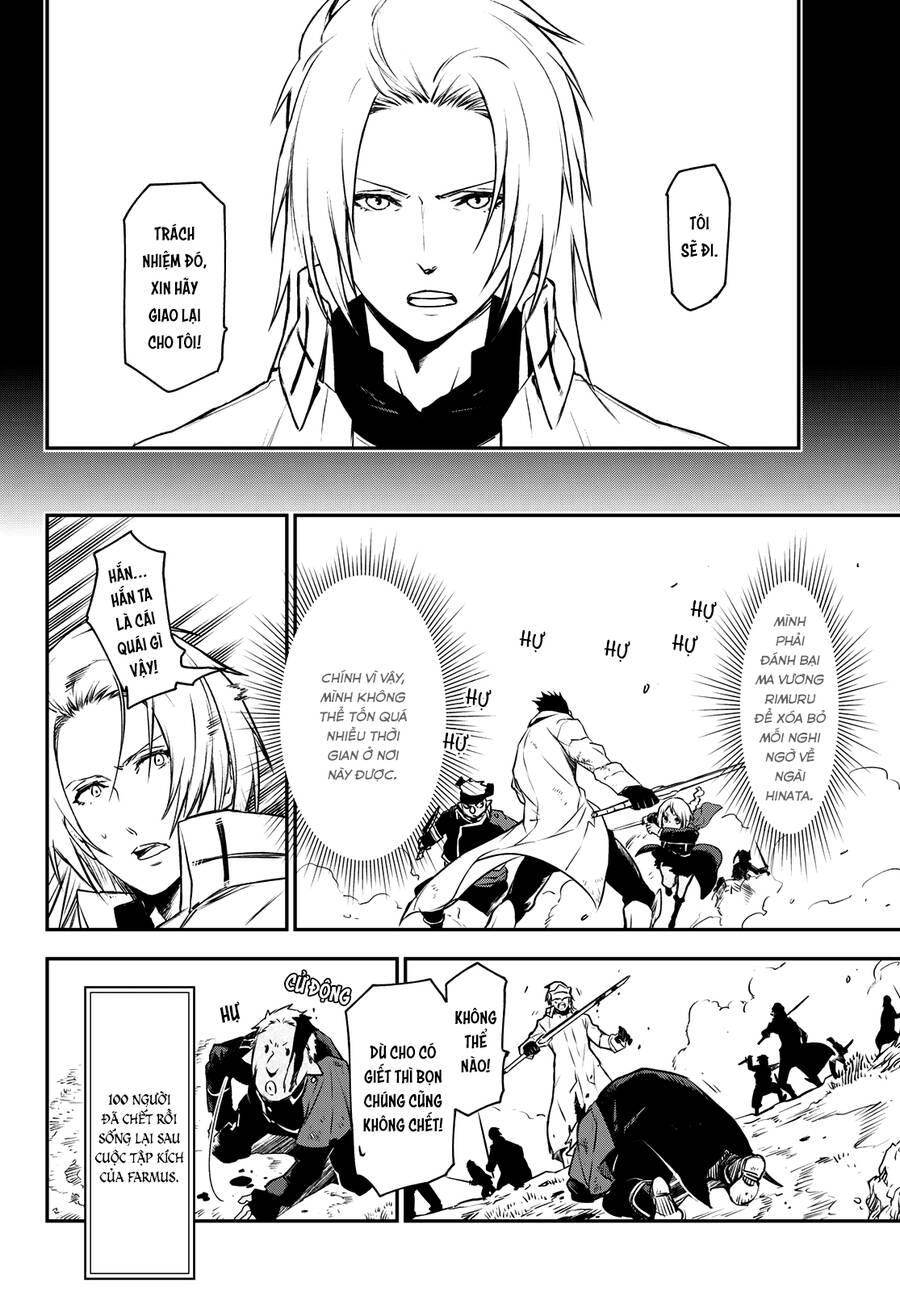 TÔI
SẼ ĐI.
TRÁCH
NHIỆM ĐÓ,
XIN HÃY
GIAO LẠI
CHO TÔI!
MÌNH
PHẢI
ĐÁNH BẠI
MA VƯƠNG
RIMURU
ĐỂ XÓA BỎ
MỐI NGHI
NGỜ VỀ
NGÀI
HINATA.
HỰ
HỰ
HỰ
HỰ
HỰ
HỰ
CHÍNH VÌ VẬY,
MÌNH KHÔNG
THỂ TỐN QUÁ
NHIỀU THỜI
GIAN Ở NƠI
NÀY ĐƯỢC.
HẮN...
HẮN TA
LÀ CÁI
QUÁI GÌ
VẬY!
KHÔNG
THỂ
NÀO!
DÙ CHO CÓ
GIẾT THÌ BỌN
CHÚNG CŨNG
KHÔNG CHẾT!
CỬ ĐỘNG
HỰ
100 NGƯỜI
ĐÃ CHẾT RỒI
SỐNG LẠI SAU
CUỘC TẬP KÍCH
CỦA FARMUS.